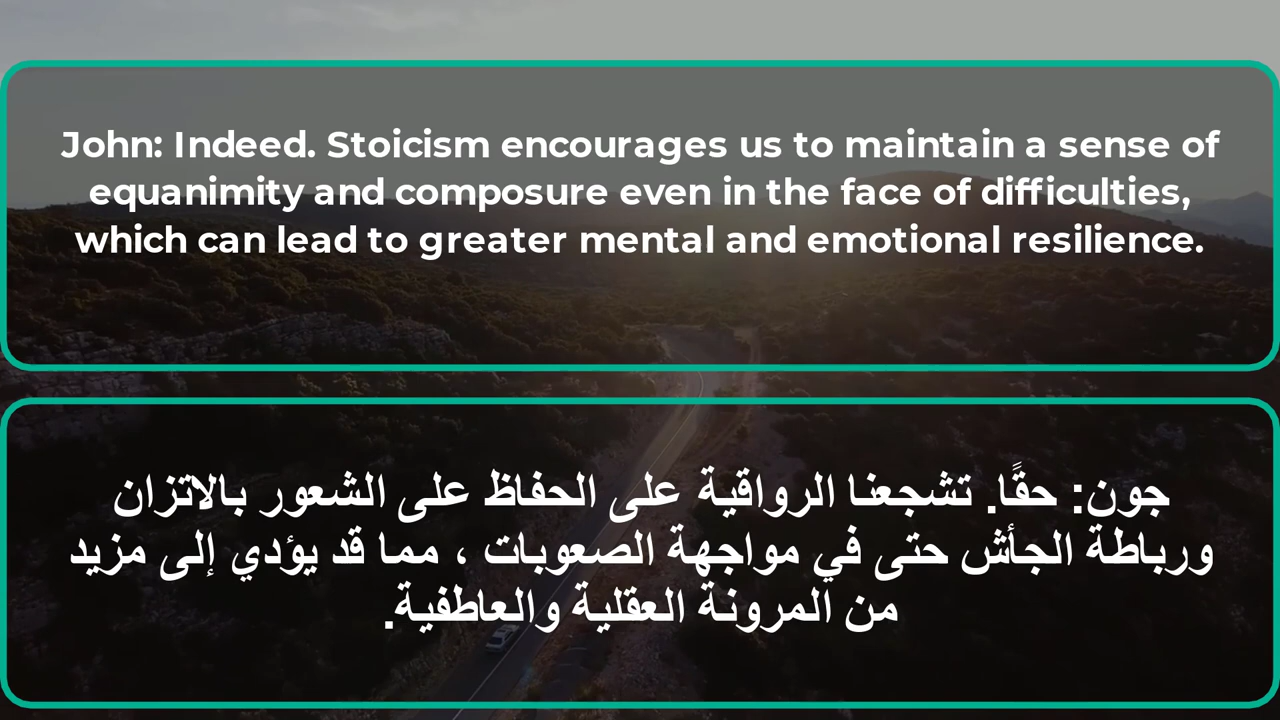 John: Indeed. Stoicism encourages us to maintain a sense of
equanimity and composure even in the face of difficulties,
which can lead to greater mental and emotional resilience.
جون: حقًا. تشجعنا الرواقية على الحفاظ على الشعور بالاتزان
ورباطة الجأش حتى في مواجهة الصعوبات ، مما قد يؤدي إلى مزيد
من المرونة العقلية والعاطفية.